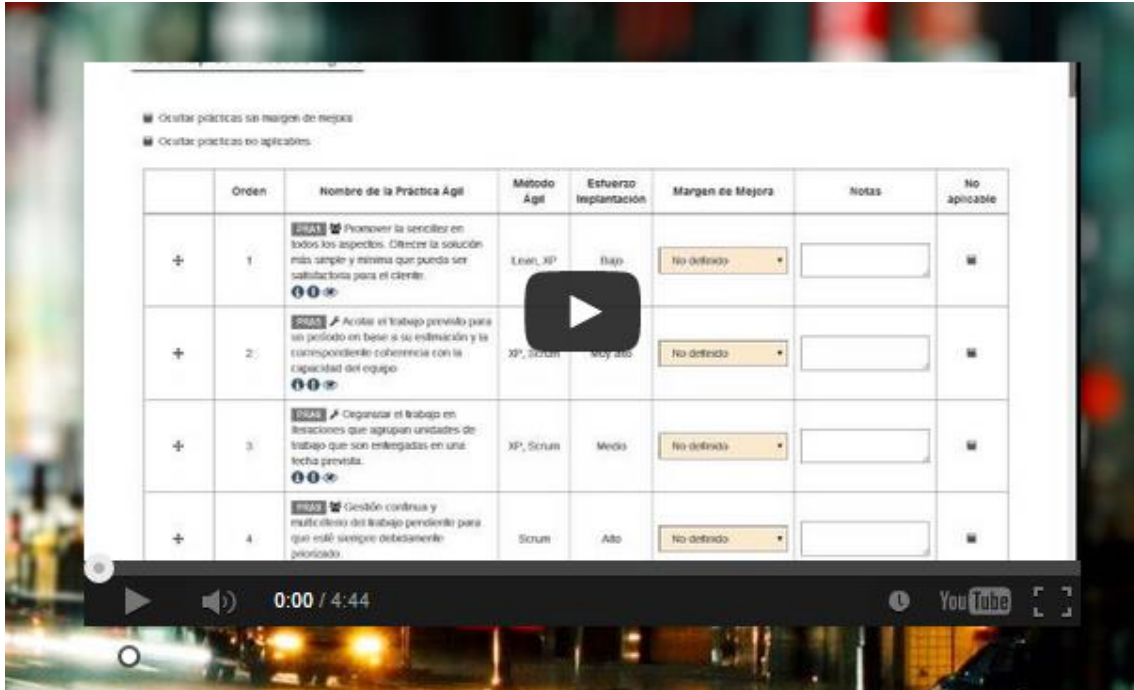 Ocultar prácticas sin margen de mejora
Ocultar prácticas no aplicables
Orden
Nombre de la Práctica Ágil
Método
Ágil
Esfuerzo
Implantación
Margen de Mejora
Notas
No
aplicable
1
Promover la sencillez en
todos los aspectos. Ofrecer la solución
más simple y mínima que pueda ser
satisfactoria para el cliente.
Lean, XP
Bajo
No definido
2
Acotar el trabajo previsto para
un período en base a su estimación y la
correspondiente coherencia con la
capacidad del equipo
XP, Scrum
Muy alto
No definido
3
Organizar el trabajo en
iteraciones que agrupan unidades de
trabajo que son entregadas en una
fecha prevista.
XP, Scrum
Medio
No definido
4
Gestión continua y
multicriterio del trabajo pendiente para
que esté siempre debidamente
priorizado.
Scrum
Alto
No definido
0:00 / 4:44
YouTube